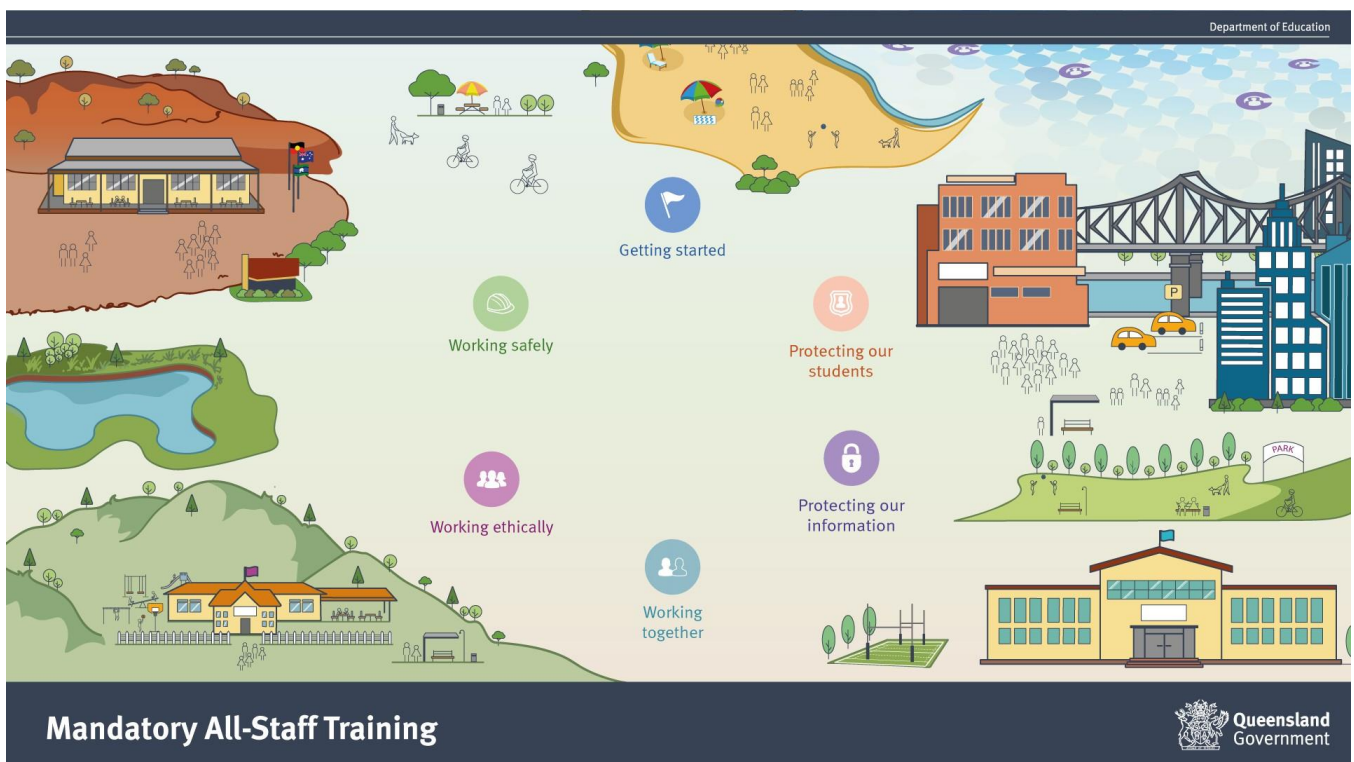 Department of Education
Getting started
Working safely
Protecting our
students
P
PARK
Working ethically
Protecting our
information
Working
together
Mandatory All-Staff Training
Queensland
Government